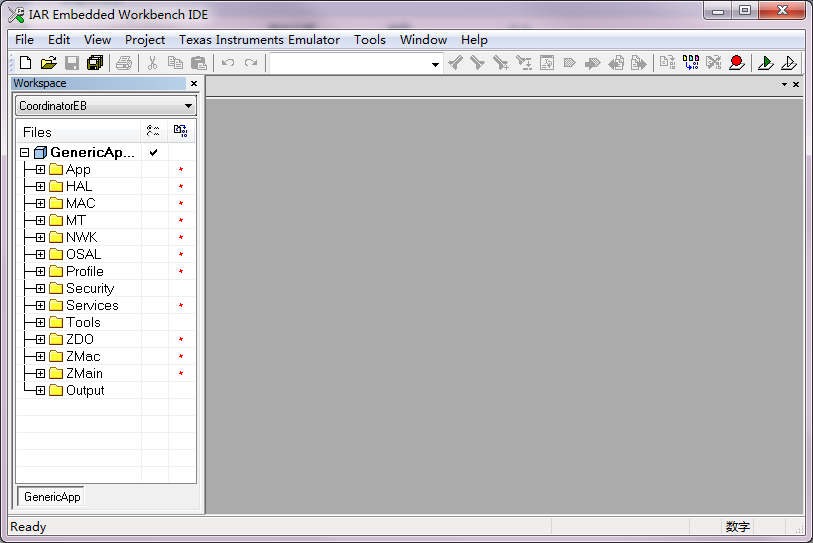 IAR Embedded Workbench IDE
File Edit View Project Texas Instruments Emulator Tools Window Help
Workspace
CoordinatorEB
Files
GenericAp...
App
HAL
MAC
MT
NWK
OSAL
Profile
Security
Services
Tools
ZDO
ZMac
ZMain
Output
GenericApp
Ready
数字